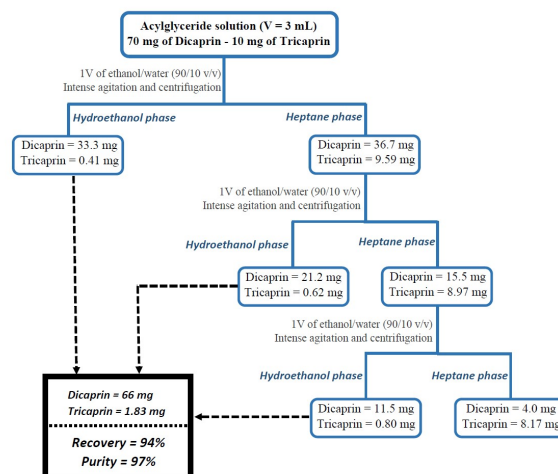 Acylglyceride solution (V = 3 mL)
70 mg of Dicaprin - 10 mg of Tricaprin
1V of ethanol/water (90/10 v/v)
Intense agitation and centrifugation
Hydroethanol phase
Heptane phase
Dicaprin = 33.3 mg
Tricaprin = 0.41 mg
Dicaprin = 36.7 mg
Tricaprin = 9.59 mg
1V of ethanol/water (90/10 v/v)
Intense agitation and centrifugation
Hydroethanol phase
Heptane phase
Dicaprin = 21.2 mg
Tricaprin = 0.62 mg
Dicaprin = 15.5 mg
Tricaprin = 8.97 mg
1V of ethanol/water (90/10 v/v)
Intense agitation and centrifugation
Hydroethanol phase
Heptane phase
Dicaprin = 11.5 mg
Tricaprin = 0.80 mg
Dicaprin = 4.0 mg
Tricaprin = 8.17 mg
Dicaprin = 66 mg
Tricaprin = 1.83 mg
Recovery = 94%
Purity = 97%